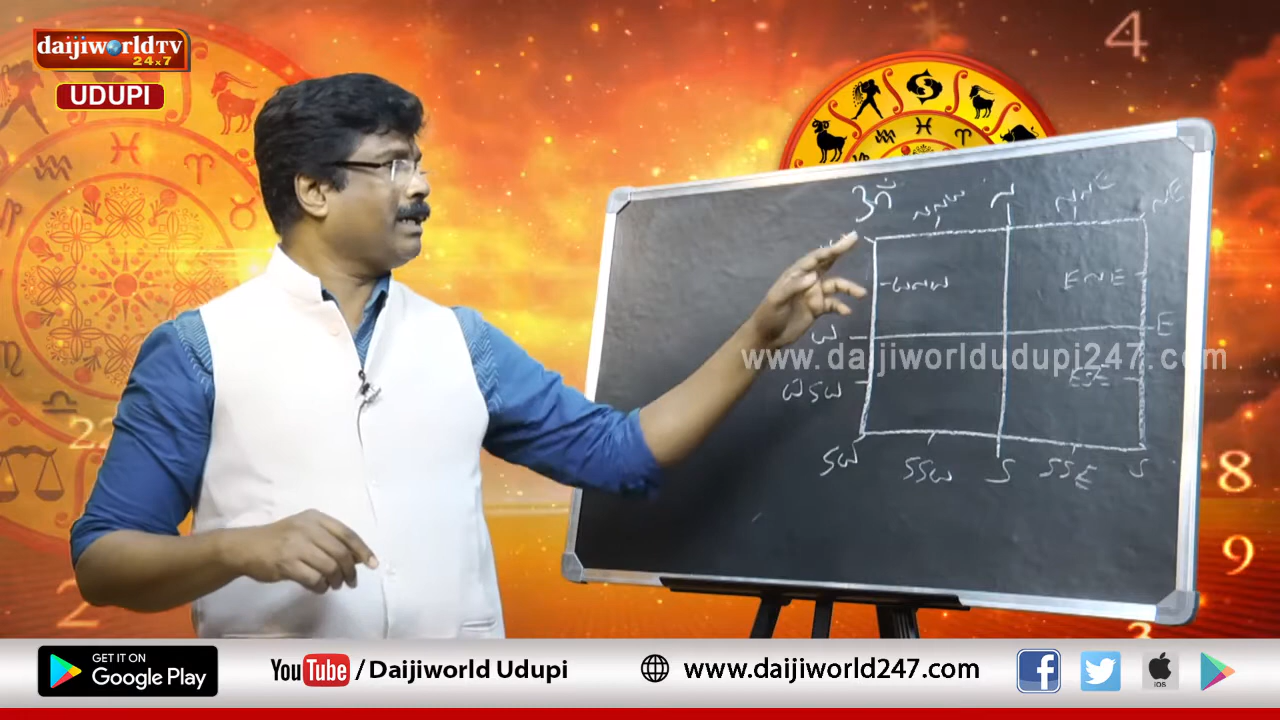 daijiworldTV
24x7
UDUPI
4
ॐ
NNW
N
NNE
NE
WNW
ENE
W
E
www.daijiworldudupi247.com
ESE
WSW
SW
SSW
S
SSE
S
22
8
9
2
3
GET IT ON
Google Play
YouTube / Daijiworld Udupi
www.daijiworld247.com
iOS